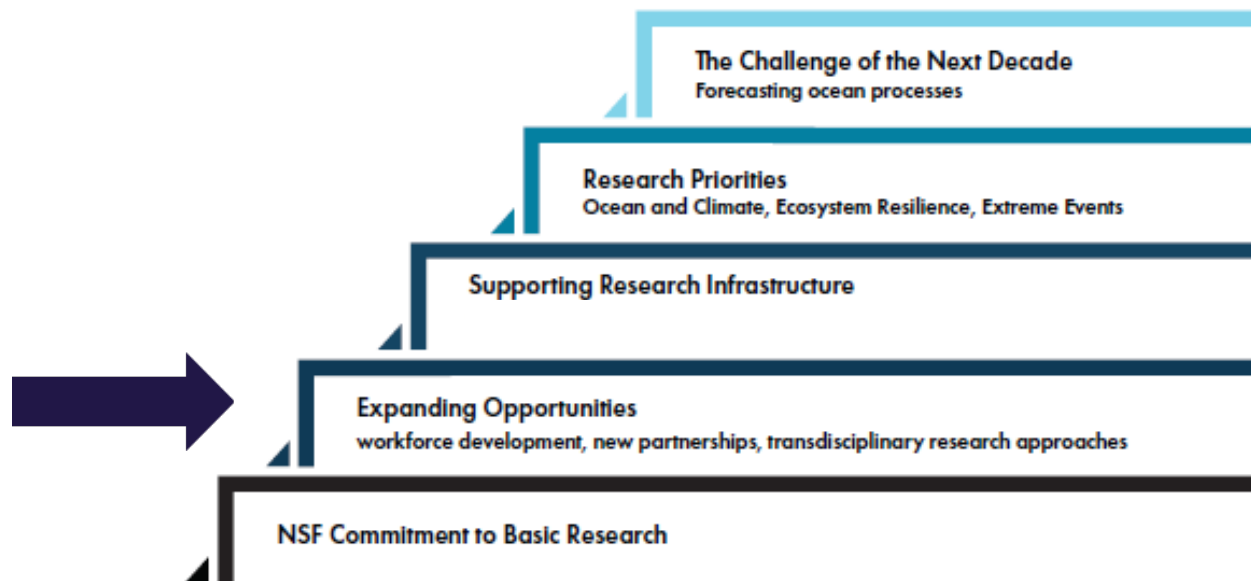 The Challenge of the Next Decade
Forecasting ocean processes
Research Priorities
Ocean and Climate, Ecosystem Resilience, Extreme Events
Supporting Research Infrastructure
Expanding Opportunities
workforce development, new partnerships, transdisciplinary research approaches
NSF Commitment to Basic Research